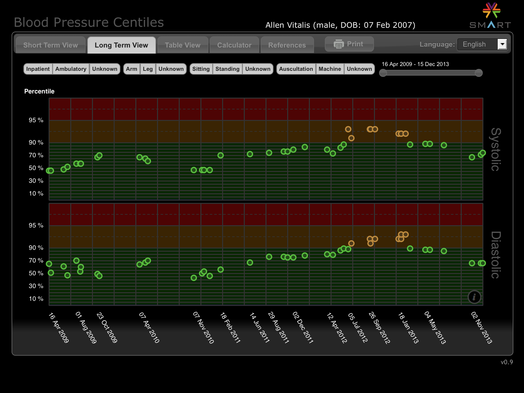 Blood Pressure Centiles
Allen Vitalis (male, DOB: 07 Feb 2007)
SMART
Short Term View
Long Term View
Table View
Calculator
References
Print
Language: English
Inpatient Ambulatory Unknown
Arm Leg Unknown
Sitting Standing Unknown
Auscultation Machine Unknown
16 Apr 2009 - 15 Dec 2013
Percentile
95 %
90 %
70 %
50 %
30 %
10 %
Systolic
95 %
90 %
70 %
50 %
30 %
10 %
Diastolic
i
16 Apr 2009
01 Aug 2009
23 Oct 2009
07 Apr 2010
07 Nov 2010
18 Feb 2011
14 Jun 2011
29 Aug 2011
02 Dec 2011
12 Apr 2012
05 Jul 2012
26 Sep 2012
18 Jan 2013
04 May 2013
02 Nov 2013
v0.9